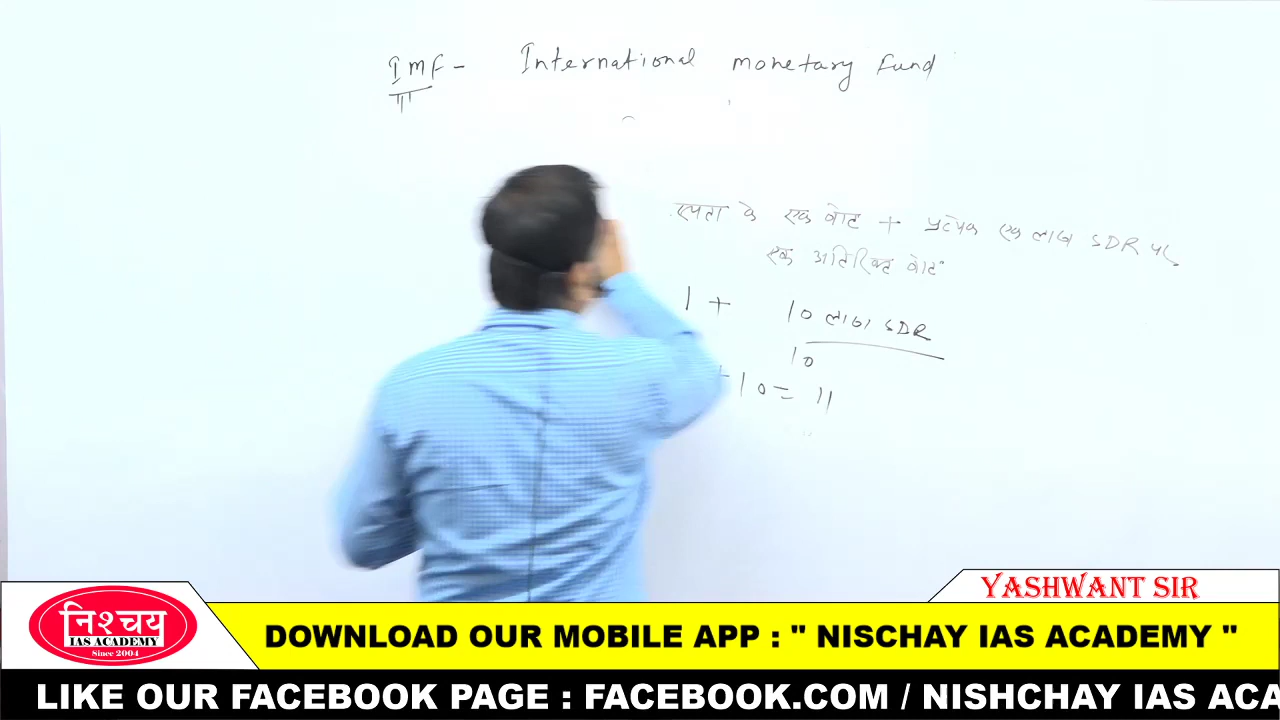 IMF - International monetary Fund
के एक वोट + प्रत्येक एक लाख SDR पर
एक अतिरिक्त वोट
1 + 10 लाख SDR
10
+10 = 11
YASHWANT SIR
निश्चय
IAS ACADEMY
Since 2004
DOWNLOAD OUR MOBILE APP : " NISCHAY IAS ACADEMY "
LIKE OUR FACEBOOK PAGE : FACEBOOK.COM / NISHCHAY IAS ACA